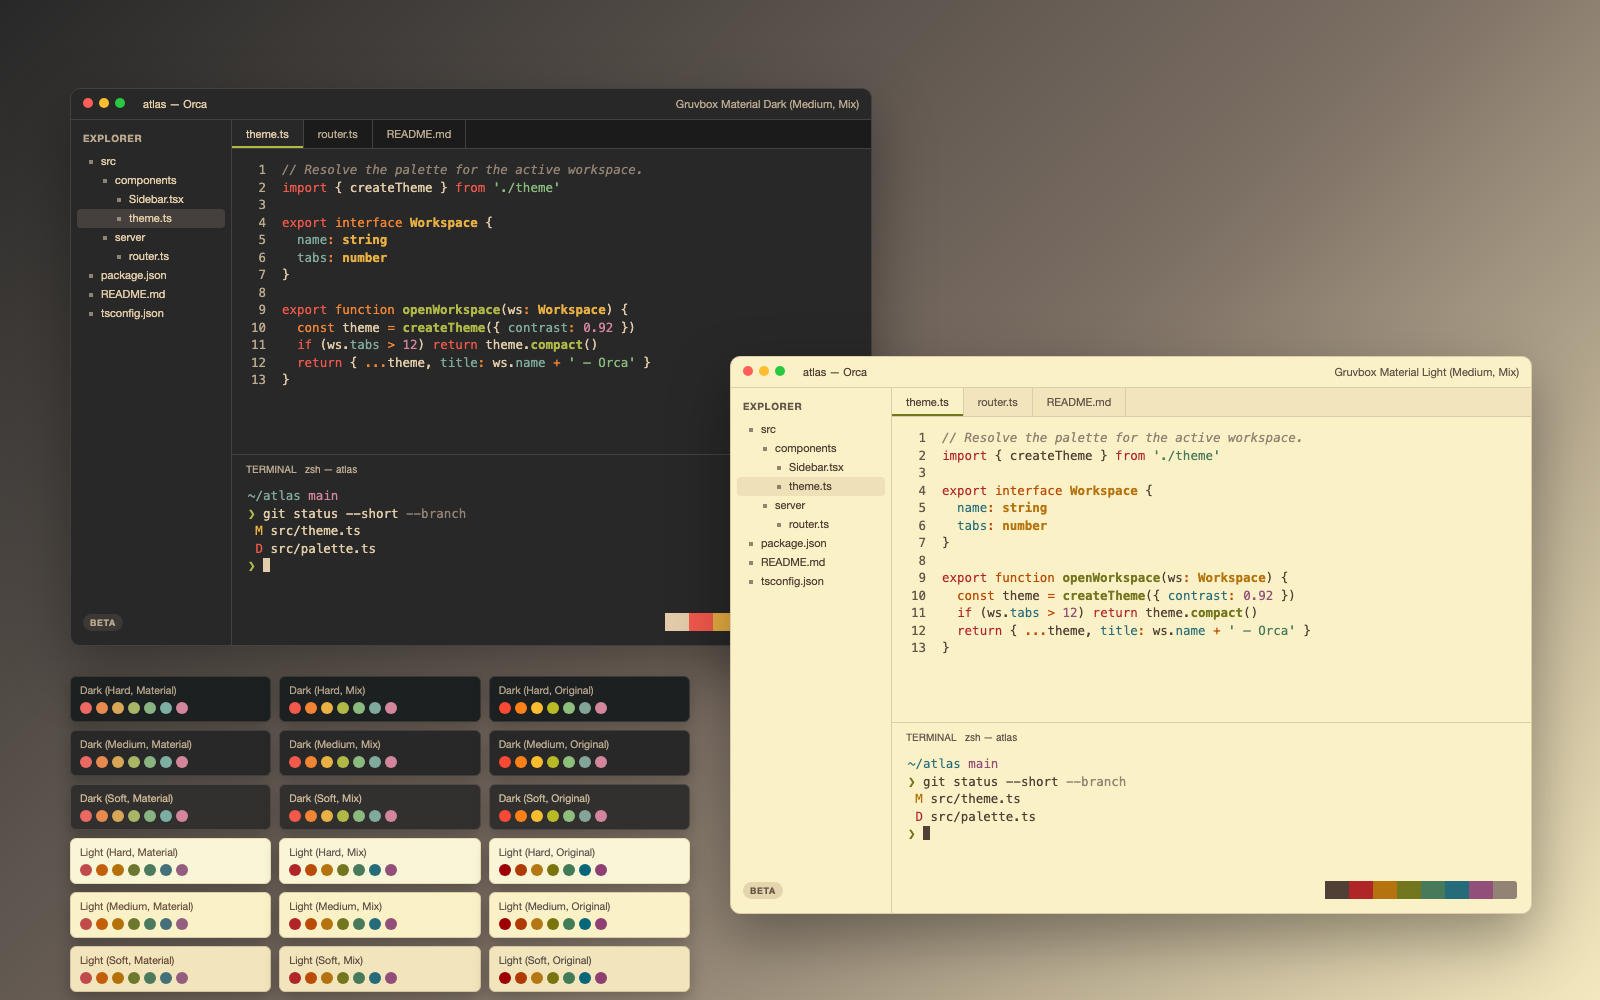 atlas — Orca
Gruvbox Material Dark (Medium, Mix)
EXPLORER
src
components
Sidebar.tsx
theme.ts
server
router.ts
package.json
README.md
tsconfig.json
BETA
theme.ts router.ts README.md
1 // Resolve the palette for the active workspace.
2 import { createTheme } from './theme'
3
4 export interface Workspace {
5 name: string
6 tabs: number
7 }
8
9 export function openWorkspace(ws: Workspace) {
10 const theme = createTheme({ contrast: 0.92 })
11 if (ws.tabs > 12) return theme.compact()
12 return { ...theme, title: ws.name + ' — Orca' }
13 }
TERMINAL zsh — atlas
~/atlas main
❯ git status --short --branch
M src/theme.ts
D src/palette.ts
❯
atlas — Orca
Gruvbox Material Light (Medium, Mix)
EXPLORER
src
components
Sidebar.tsx
theme.ts
server
router.ts
package.json
README.md
tsconfig.json
BETA
theme.ts router.ts README.md
1 // Resolve the palette for the active workspace.
2 import { createTheme } from './theme'
3
4 export interface Workspace {
5 name: string
6 tabs: number
7 }
8
9 export function openWorkspace(ws: Workspace) {
10 const theme = createTheme({ contrast: 0.92 })
11 if (ws.tabs > 12) return theme.compact()
12 return { ...theme, title: ws.name + ' — Orca' }
13 }
TERMINAL zsh — atlas
~/atlas main
❯ git status --short --branch
M src/theme.ts
D src/palette.ts
❯
Dark (Hard, Material) Dark (Hard, Mix) Dark (Hard, Original)
Dark (Medium, Material) Dark (Medium, Mix) Dark (Medium, Original)
Dark (Soft, Material) Dark (Soft, Mix) Dark (Soft, Original)
Light (Hard, Material) Light (Hard, Mix) Light (Hard, Original)
Light (Medium, Material) Light (Medium, Mix) Light (Medium, Original)
Light (Soft, Material) Light (Soft, Mix) Light (Soft, Original)